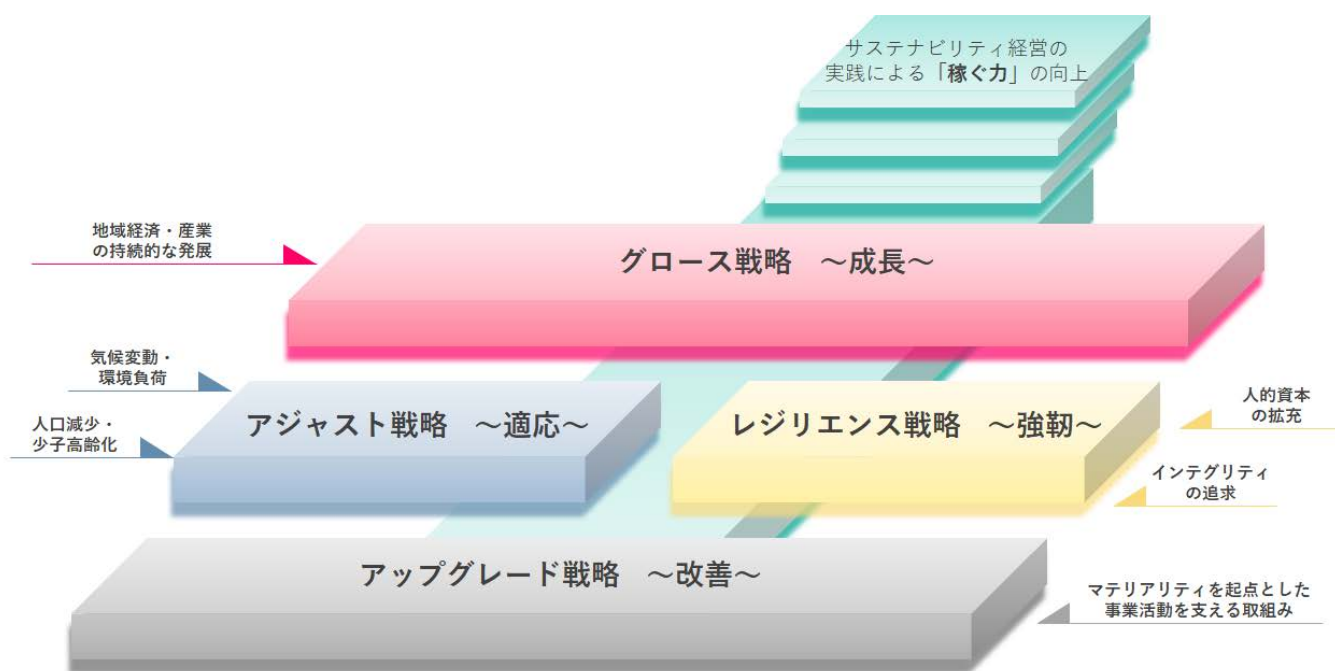 サステナビリティ経営の
実践による「稼ぐ力」の向上
地域経済・産業
の持続的な発展
グロース戦略　～成長～
気候変動・
環境負荷
人口減少・
少子高齢化
アジャスト戦略　～適応～
レジリエンス戦略　～強靭～
人的資本
の拡充
インテグリティ
の追求
アップグレード戦略　～改善～
マテリアリティを起点とした
事業活動を支える取組み